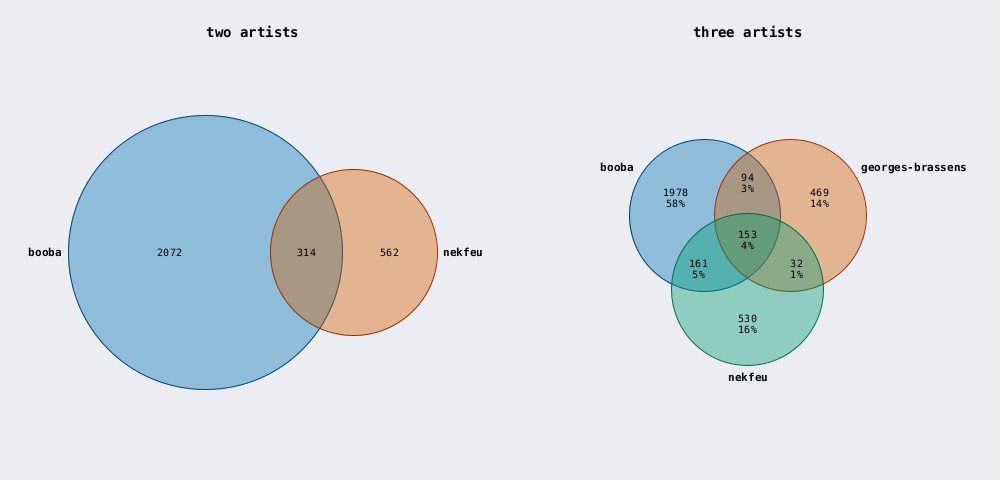 two artists
booba
2072
314
562
nekfeu
three artists
booba
georges-brassens
94
3%
1978
58%
469
14%
153
4%
161
5%
32
1%
530
16%
nekfeu